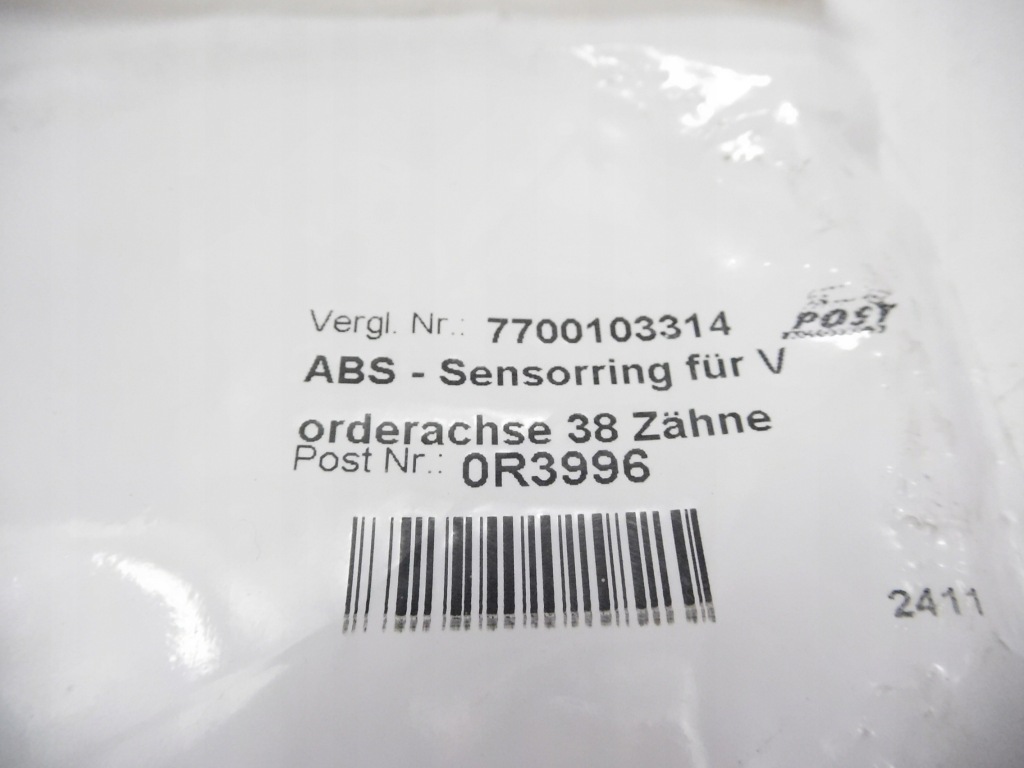 Vergl. Nr.: 7700103314
POST
ABS - Sensorring für V
orderachse 38 Zähne
Post Nr.: 0R3996
2411